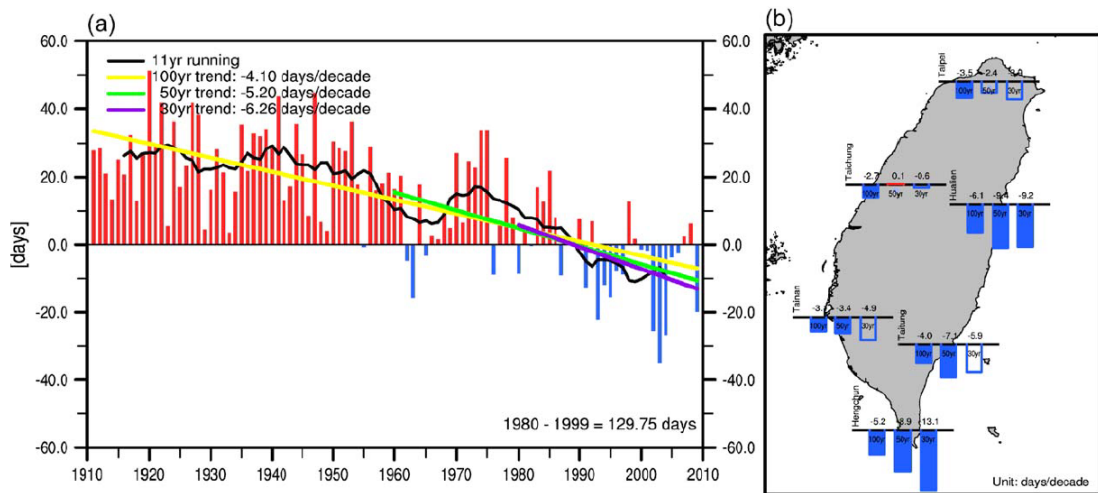 (a)
60.0
40.0
20.0
0.0
-20.0
-40.0
-60.0
[days]
11yr running
100yr trend: -4.10 days/decade
50yr trend: -5.20 days/decade
30yr trend: -6.26 days/decade
1980 - 1999 = 129.75 days
60.0
40.0
20.0
0.0
-20.0
-40.0
-60.0
1910 1920 1930 1940 1950 1960 1970 1980 1990 2000 2010
(b)
Taipei
-3.5 -2.4
100yr 50yr 30yr
Taichung
-2.7 0.1 -0.6
100yr 50yr 30yr
Hualien
-6.1 -9.4 -9.2
100yr 50yr 30yr
Tainan
-3.4 -4.9
100yr 50yr 30yr
Taitung
-4.0 -7.1 -5.9
100yr 50yr 30yr
Hengchun
-5.2 -8.9 -13.1
100yr 50yr 30yr
Unit: days/decade